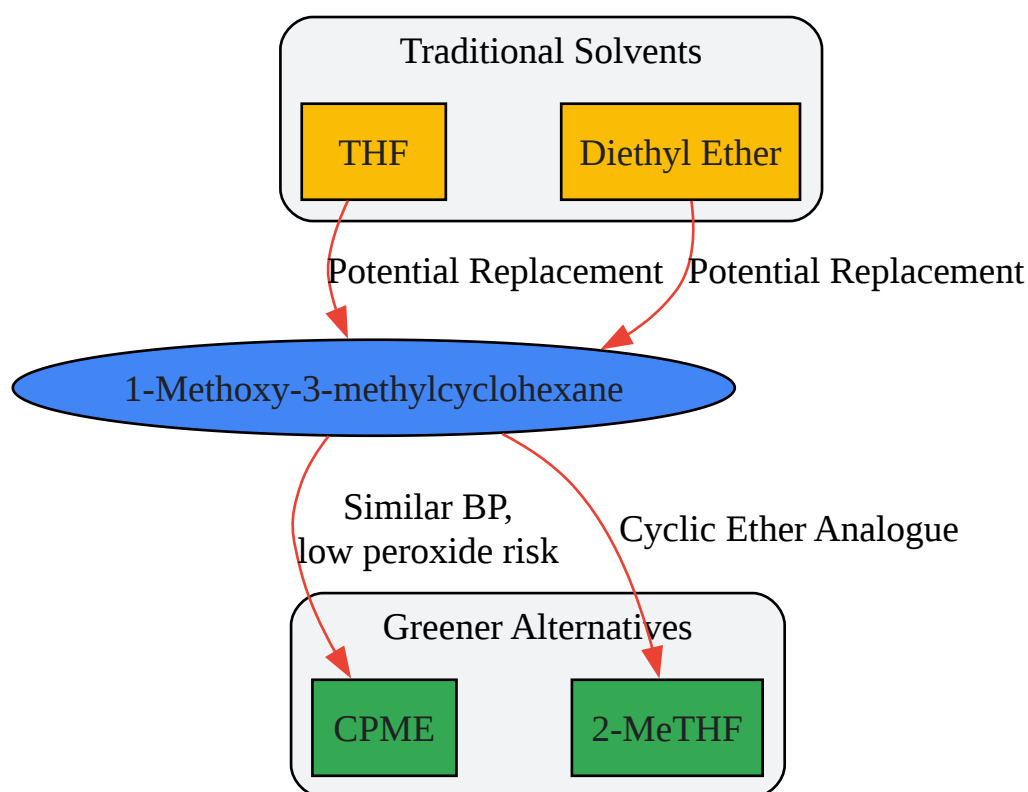 Traditional Solvents
THF
Diethyl Ether
Potential Replacement
Potential Replacement
1-Methoxy-3-methylcyclohexane
Similar BP,
low peroxide risk
Cyclic Ether Analogue
Greener Alternatives
CPME
2-MeTHF